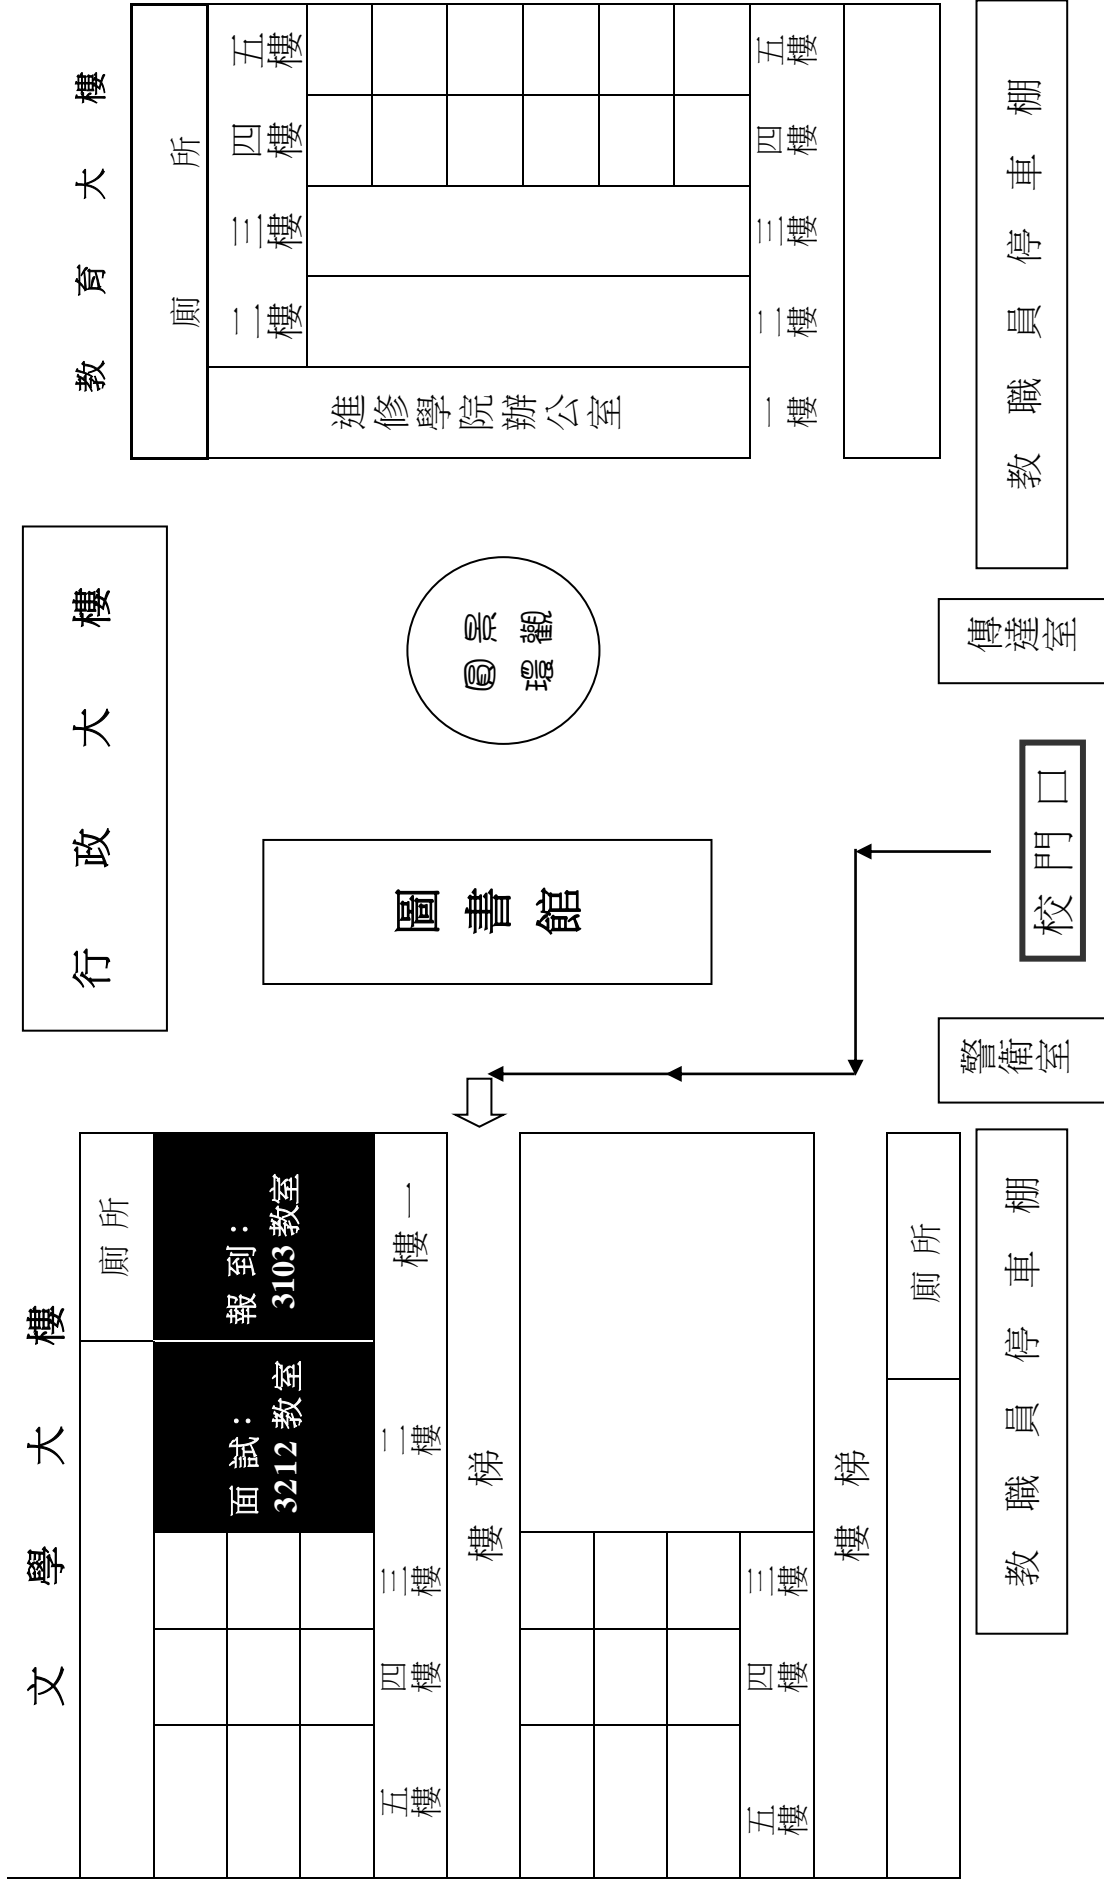 文學大樓
廁所
面試：
3212教室
報到：
3103教室
五樓
四樓
三樓
二樓
樓一
樓梯
五樓
四樓
三樓
樓梯
廁所
教職員停車棚
行政大樓
圖書館
圓環
景觀
警衛室
校門口
傳達室
教育大樓
廁所
進修學院辦公室
二樓
三樓
四樓
五樓
一樓
二樓
三樓
四樓
五樓
教職員停車棚